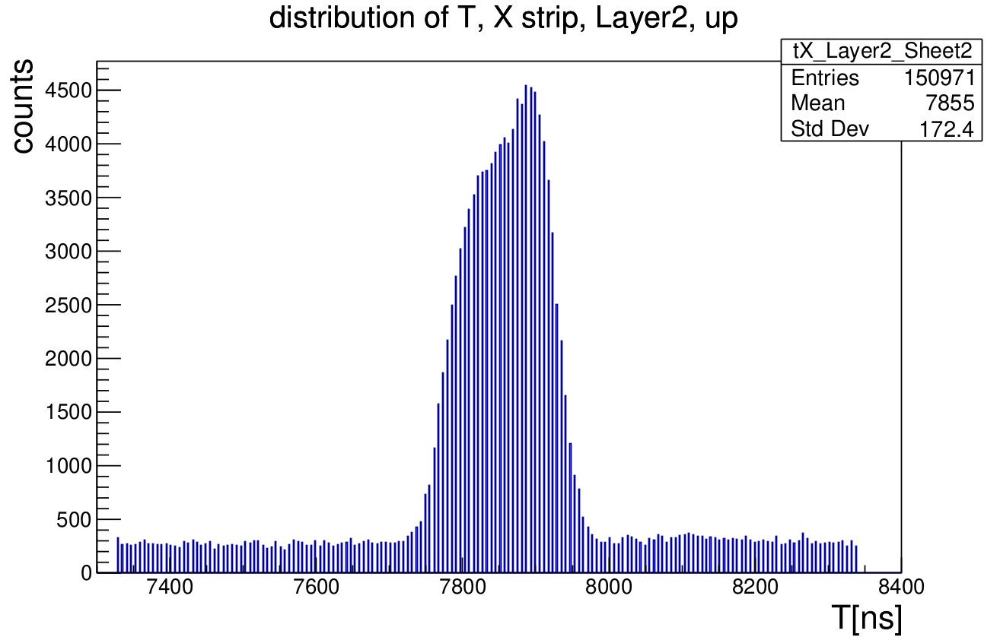 distribution of T, X strip, Layer2, up
tX_Layer2_Sheet2
Entries 150971
Mean 7855
Std Dev 172.4
counts
4500
4000
3500
3000
2500
2000
1500
1000
500
0
7400 7600 7800 8000 8200 8400
T[ns]